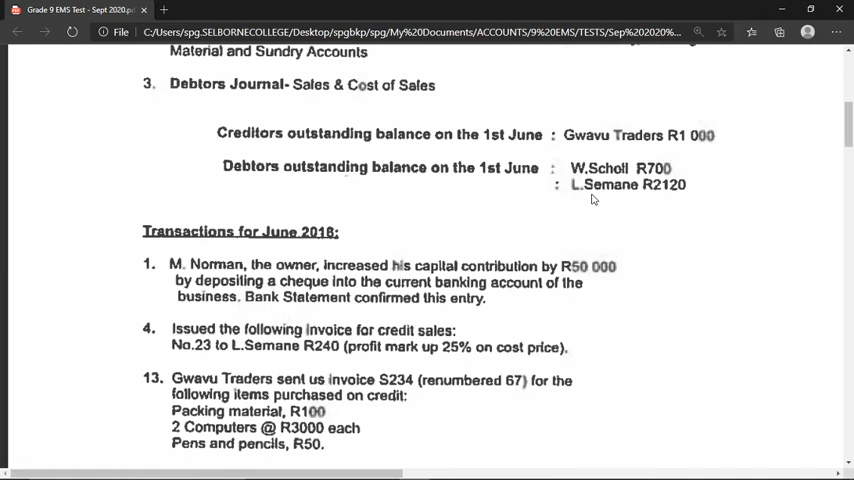 Grade 9 EMS Test - Sept 2020.pd
File C:/Users/spg.SELBORNECOLLEGE/Desktop/spgbkp/spg/My%20Documents/ACCOUNTS/9%20EMS/TESTS/Sep%202020%...
Material and Sundry Accounts
3. Debtors Journal- Sales & Cost of Sales
Creditors outstanding balance on the 1st June : Gwavu Traders R1 000
Debtors outstanding balance on the 1st June : W.Scholl R700
: L.Semane R2120
Transactions for June 2016:
1. M. Norman, the owner, increased his capital contribution by R50 000
by depositing a cheque into the current banking account of the
business. Bank Statement confirmed this entry.
4. Issued the following invoice for credit sales:
No.23 to L.Semane R240 (profit mark up 25% on cost price).
13. Gwavu Traders sent us invoice S234 (renumbered 67) for the
following items purchased on credit:
Packing material, R100
2 Computers @ R3000 each
Pens and pencils, R50.